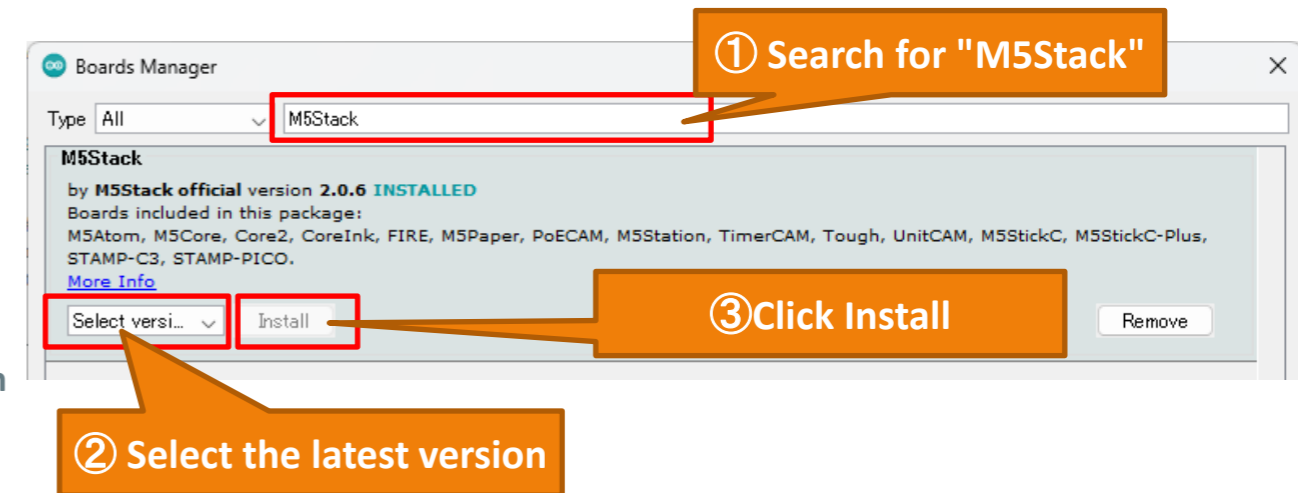 ① Search for "M5Stack"
Boards Manager
Type All M5Stack
M5Stack
by M5Stack official version 2.0.6 INSTALLED
Boards included in this package:
M5Atom, M5Core, Core2, CoreInk, FIRE, M5Paper, PoECAM, M5Station, TimerCAM, Tough, UnitCAM, M5StickC, M5StickC-Plus,
STAMP-C3, STAMP-PICO.
More Info
③Click Install
Select versi... Install Remove
② Select the latest version